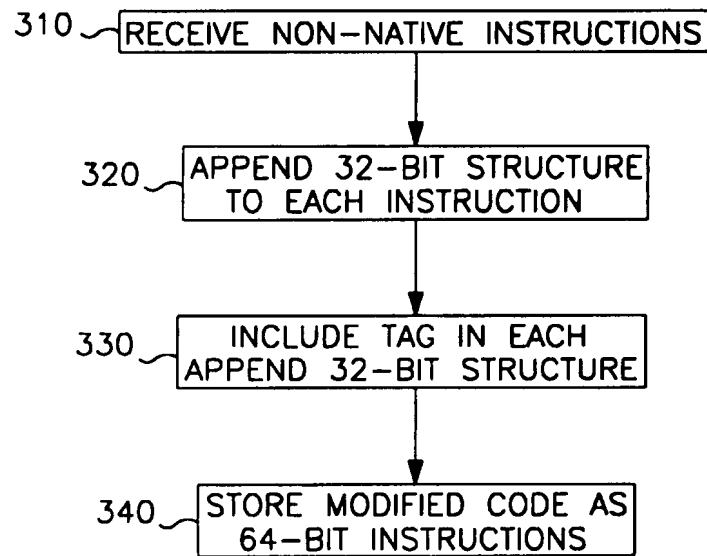 310 RECEIVE NON-NATIVE INSTRUCTIONS
320 APPEND 32-BIT STRUCTURE
TO EACH INSTRUCTION
330 INCLUDE TAG IN EACH
APPEND 32-BIT STRUCTURE
340 STORE MODIFIED CODE AS
64-BIT INSTRUCTIONS